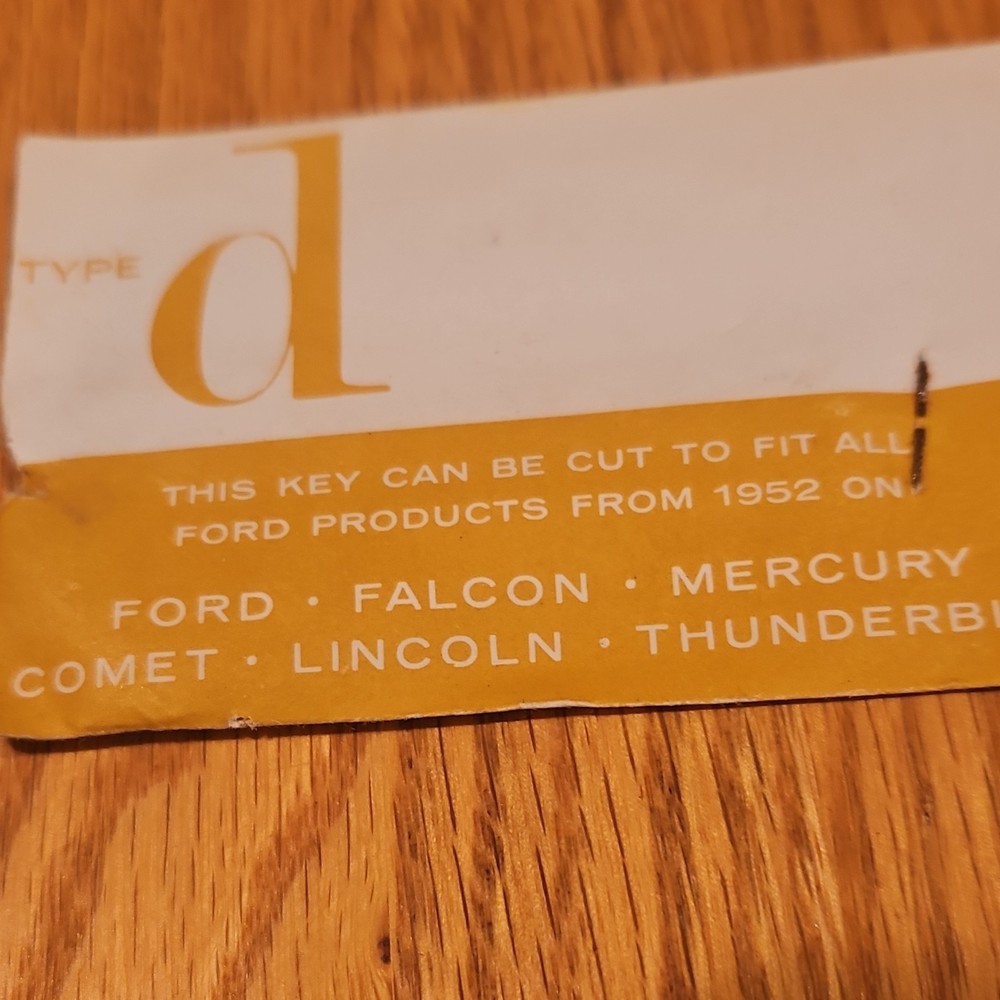 TYPE d
THIS KEY CAN BE CUT TO FIT ALL
FORD PRODUCTS FROM 1952 ON.
FORD · FALCON · MERCURY
COMET · LINCOLN · THUNDERBI